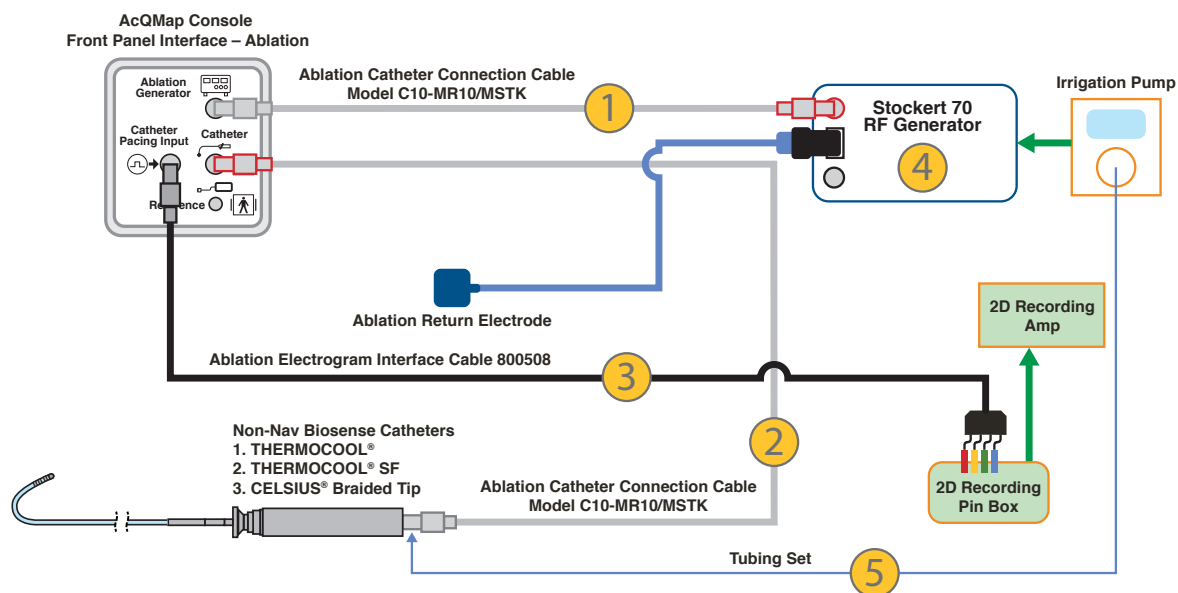 AcQMap Console
Front Panel Interface – Ablation
Ablation
Generator
Catheter
Pacing Input
Catheter
Ablation Catheter Connection Cable
Model C10-MR10/MSTK
1
Stockert 70
RF Generator
4
Irrigation Pump
Ablation Return Electrode
2D Recording
Amp
Ablation Electrogram Interface Cable 800508
3
Non-Nav Biosense Catheters
1. THERMOCOOL®
2. THERMOCOOL® SF
3. CELSIUS® Braided Tip
2
Ablation Catheter Connection Cable
Model C10-MR10/MSTK
2D Recording
Pin Box
Tubing Set
5